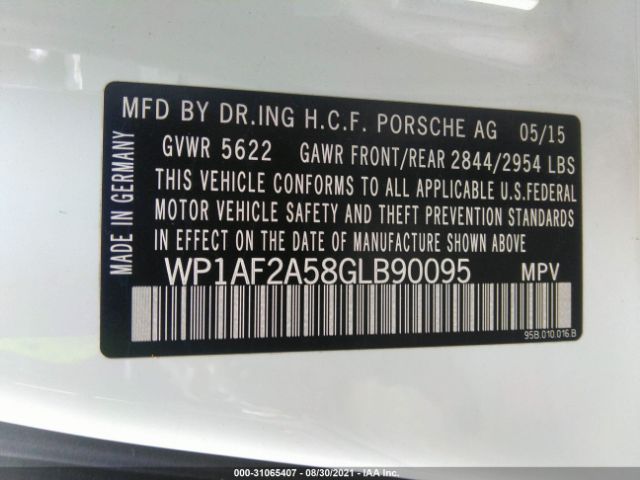 MFD BY DR.ING H.C.F. PORSCHE AG 05/15
GVWR 5622 GAWR FRONT/REAR 2844/2954 LBS
THIS VEHICLE CONFORMS TO ALL APPLICABLE U.S.FEDERAL
MOTOR VEHICLE SAFETY AND THEFT PREVENTION STANDARDS
IN EFFECT ON THE DATE OF MANUFACTURE SHOWN ABOVE
WP1AF2A58GLB90095 MPV
95B.010.016.B
MADE IN GERMANY
000-31065407 - 08/30/2021 - IAA Inc.